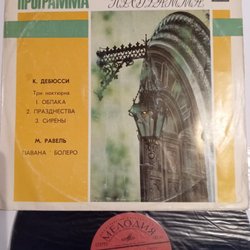 ПРОГРАММА
К. ДЕБЮССИ
Три ноктюрна
1. ОБЛАКА
2. ПРАЗДНЕСТВА
3. СИРЕНЫ
М. РАВЕЛЬ
ПАВАНА БОЛЕРО
МЕЛОДИЯ